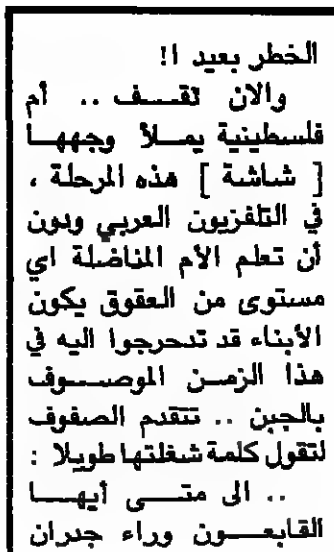 الخطر بعيد ا!
والان تقف .. أم
فلسطينية يملأ وجهها
[ شاشة ] هذه المرحلة ،
في التلفزيون العربي ودون
أن تعلم الأم المناضلة اي
مستوى من العقوق يكون
الأبناء قد تدحرجوا اليه في
هذا الزمن الموصوف
بالجبن .. تتقدم الصفوف
لتقول كلمة شغلتها طويلا :
.. الى متى أيها
القابعون وراء جدران